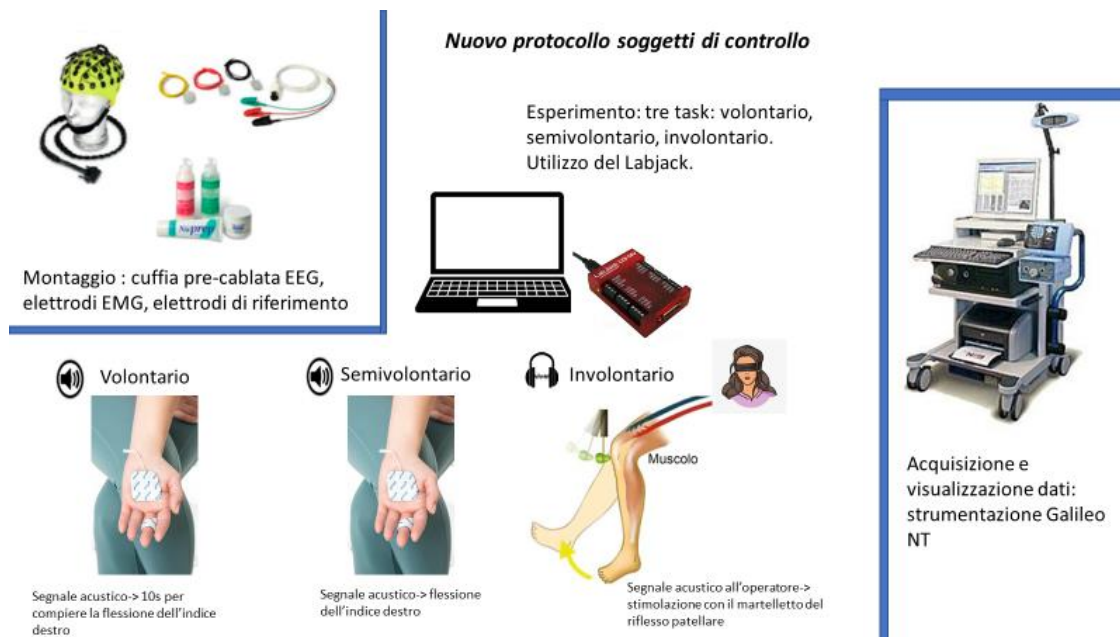 Nuovo protocollo soggetti di controllo
Esperimento: tre task: volontario,
semivolontario, involontario.
Utilizzo del Labjack.
Montaggio : cuffia pre-cablata EEG,
elettrodi EMG, elettrodi di riferimento
Volontario
Segnale acustico-> 10s per
compiere la flessione dell'indice
destro
Semivolontario
Segnale acustico-> flessione
dell'indice destro
Involontario
Muscolo
Segnale acustico all'operatore->
stimolazione con il martelletto del
riflesso patellare
Acquisizione e
visualizzazione dati:
strumentazione Galileo
NT